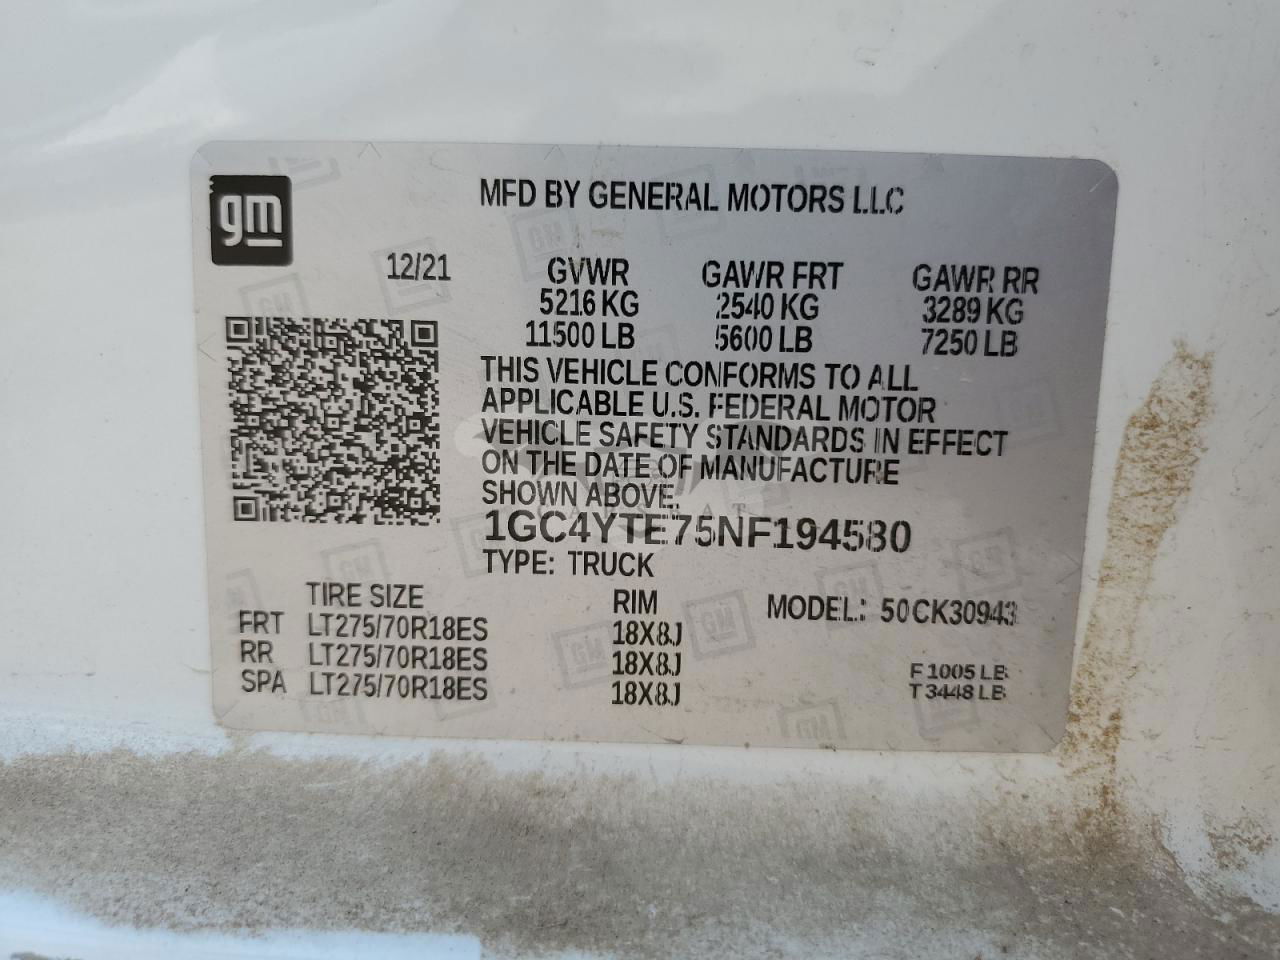 gm
MFD BY GENERAL MOTORS LLC
12/21
GVWR GAWR FRT GAWR RR
5216 KG 2540 KG 3289 KG
11500 LB 5600 LB 7250 LB
THIS VEHICLE CONFORMS TO ALL
APPLICABLE U.S. FEDERAL MOTOR
VEHICLE SAFETY STANDARDS IN EFFECT
ON THE DATE OF MANUFACTURE
SHOWN ABOVE.
1GC4YTE75NF194580
TYPE: TRUCK
TIRE SIZE RIM MODEL: 50CK30943
FRT LT275/70R18ES 18X8J
RR LT275/70R18ES 18X8J
SPA LT275/70R18ES 18X8J
F 1005 LB
T 3448 LB